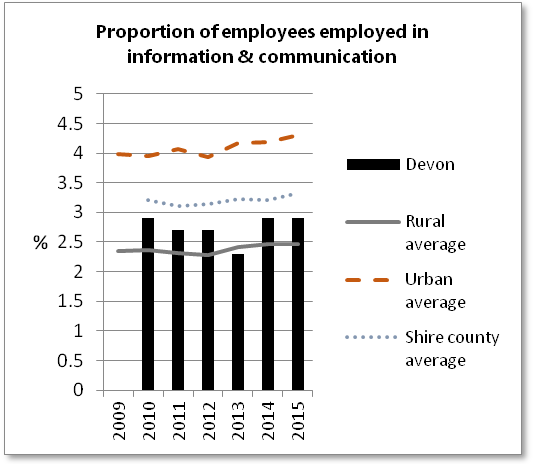 Proportion of employees employed in
information & communication
5
4.5
4
3.5
3
2.5
2
1.5
1
0.5
0
%
2009
2010
2011
2012
2013
2014
2015
Devon
Rural
average
Urban
average
Shire county
average